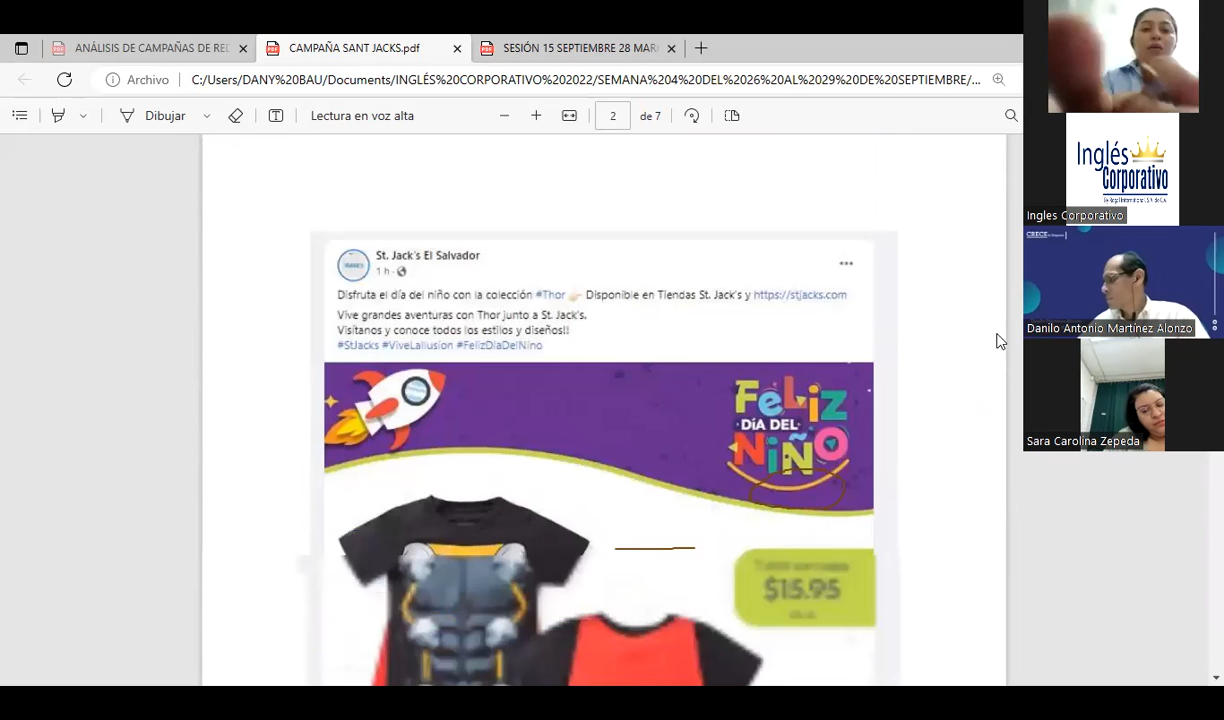 ANÁLISIS DE CAMPAÑAS DE RED
CAMPAÑA SANT JACKS.pdf
SESIÓN 15 SEPTIEMBRE 28 MAR
Archivo
C:/Users/DANY%20BAU/Documents/INGLÉS%20CORPORATIVO%202022/SEMANA%204%20DEL%2026%20AL%2029%20DE%20SEPTIEMBRE/...
Dibujar
Lectura en voz alta
2
de 7
St. Jack's El Salvador
1 h
Disfruta el día del niño con la colección #Thor 👉🏻 Disponible en Tiendas St. Jack's y https://stjacks.com
Vive grandes aventuras con Thor junto a St. Jack's.
Visítanos y conoce todos los estilos y diseños!!
#StJacks #ViveLaIlusion #FelizDiaDelNino
FELIZ
DÍA DEL
NIÑO
$15.95
Inglés
Corporativo
Ingles Corporativo
CRECE
Danilo Antonio Martínez Alonzo
Sara Carolina Zepeda